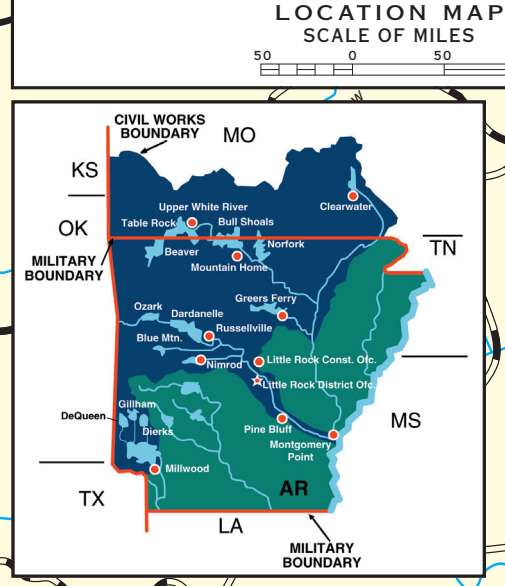 LOCATION MAP
SCALE OF MILES
50 0 50
CIVIL WORKS
BOUNDARY
MO
KS
Upper White River
Clearwater
Table Rock
Bull Shoals
OK
TN
MILITARY
BOUNDARY
Beaver
Norfork
Mountain Home
Greers Ferry
Ozark
Dardanelle
Russellville
Blue Mtn.
Nimrod
Little Rock Const. Ofc.
Little Rock District Ofc.
Gillham
DeQueen
Dierks
MS
Pine Bluff
Montgomery
Point
Millwood
AR
TX
LA
MILITARY
BOUNDARY